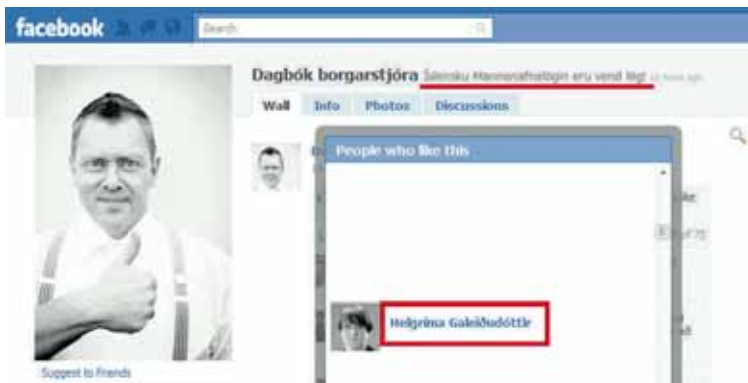 facebook
Search
Dagbók borgarstjóra Íslensku Mannanafnalögin eru vond lög!
Wall Info Photos Discussions
People who like this
Helgrima Galeiðudóttir
Suggest to Friends